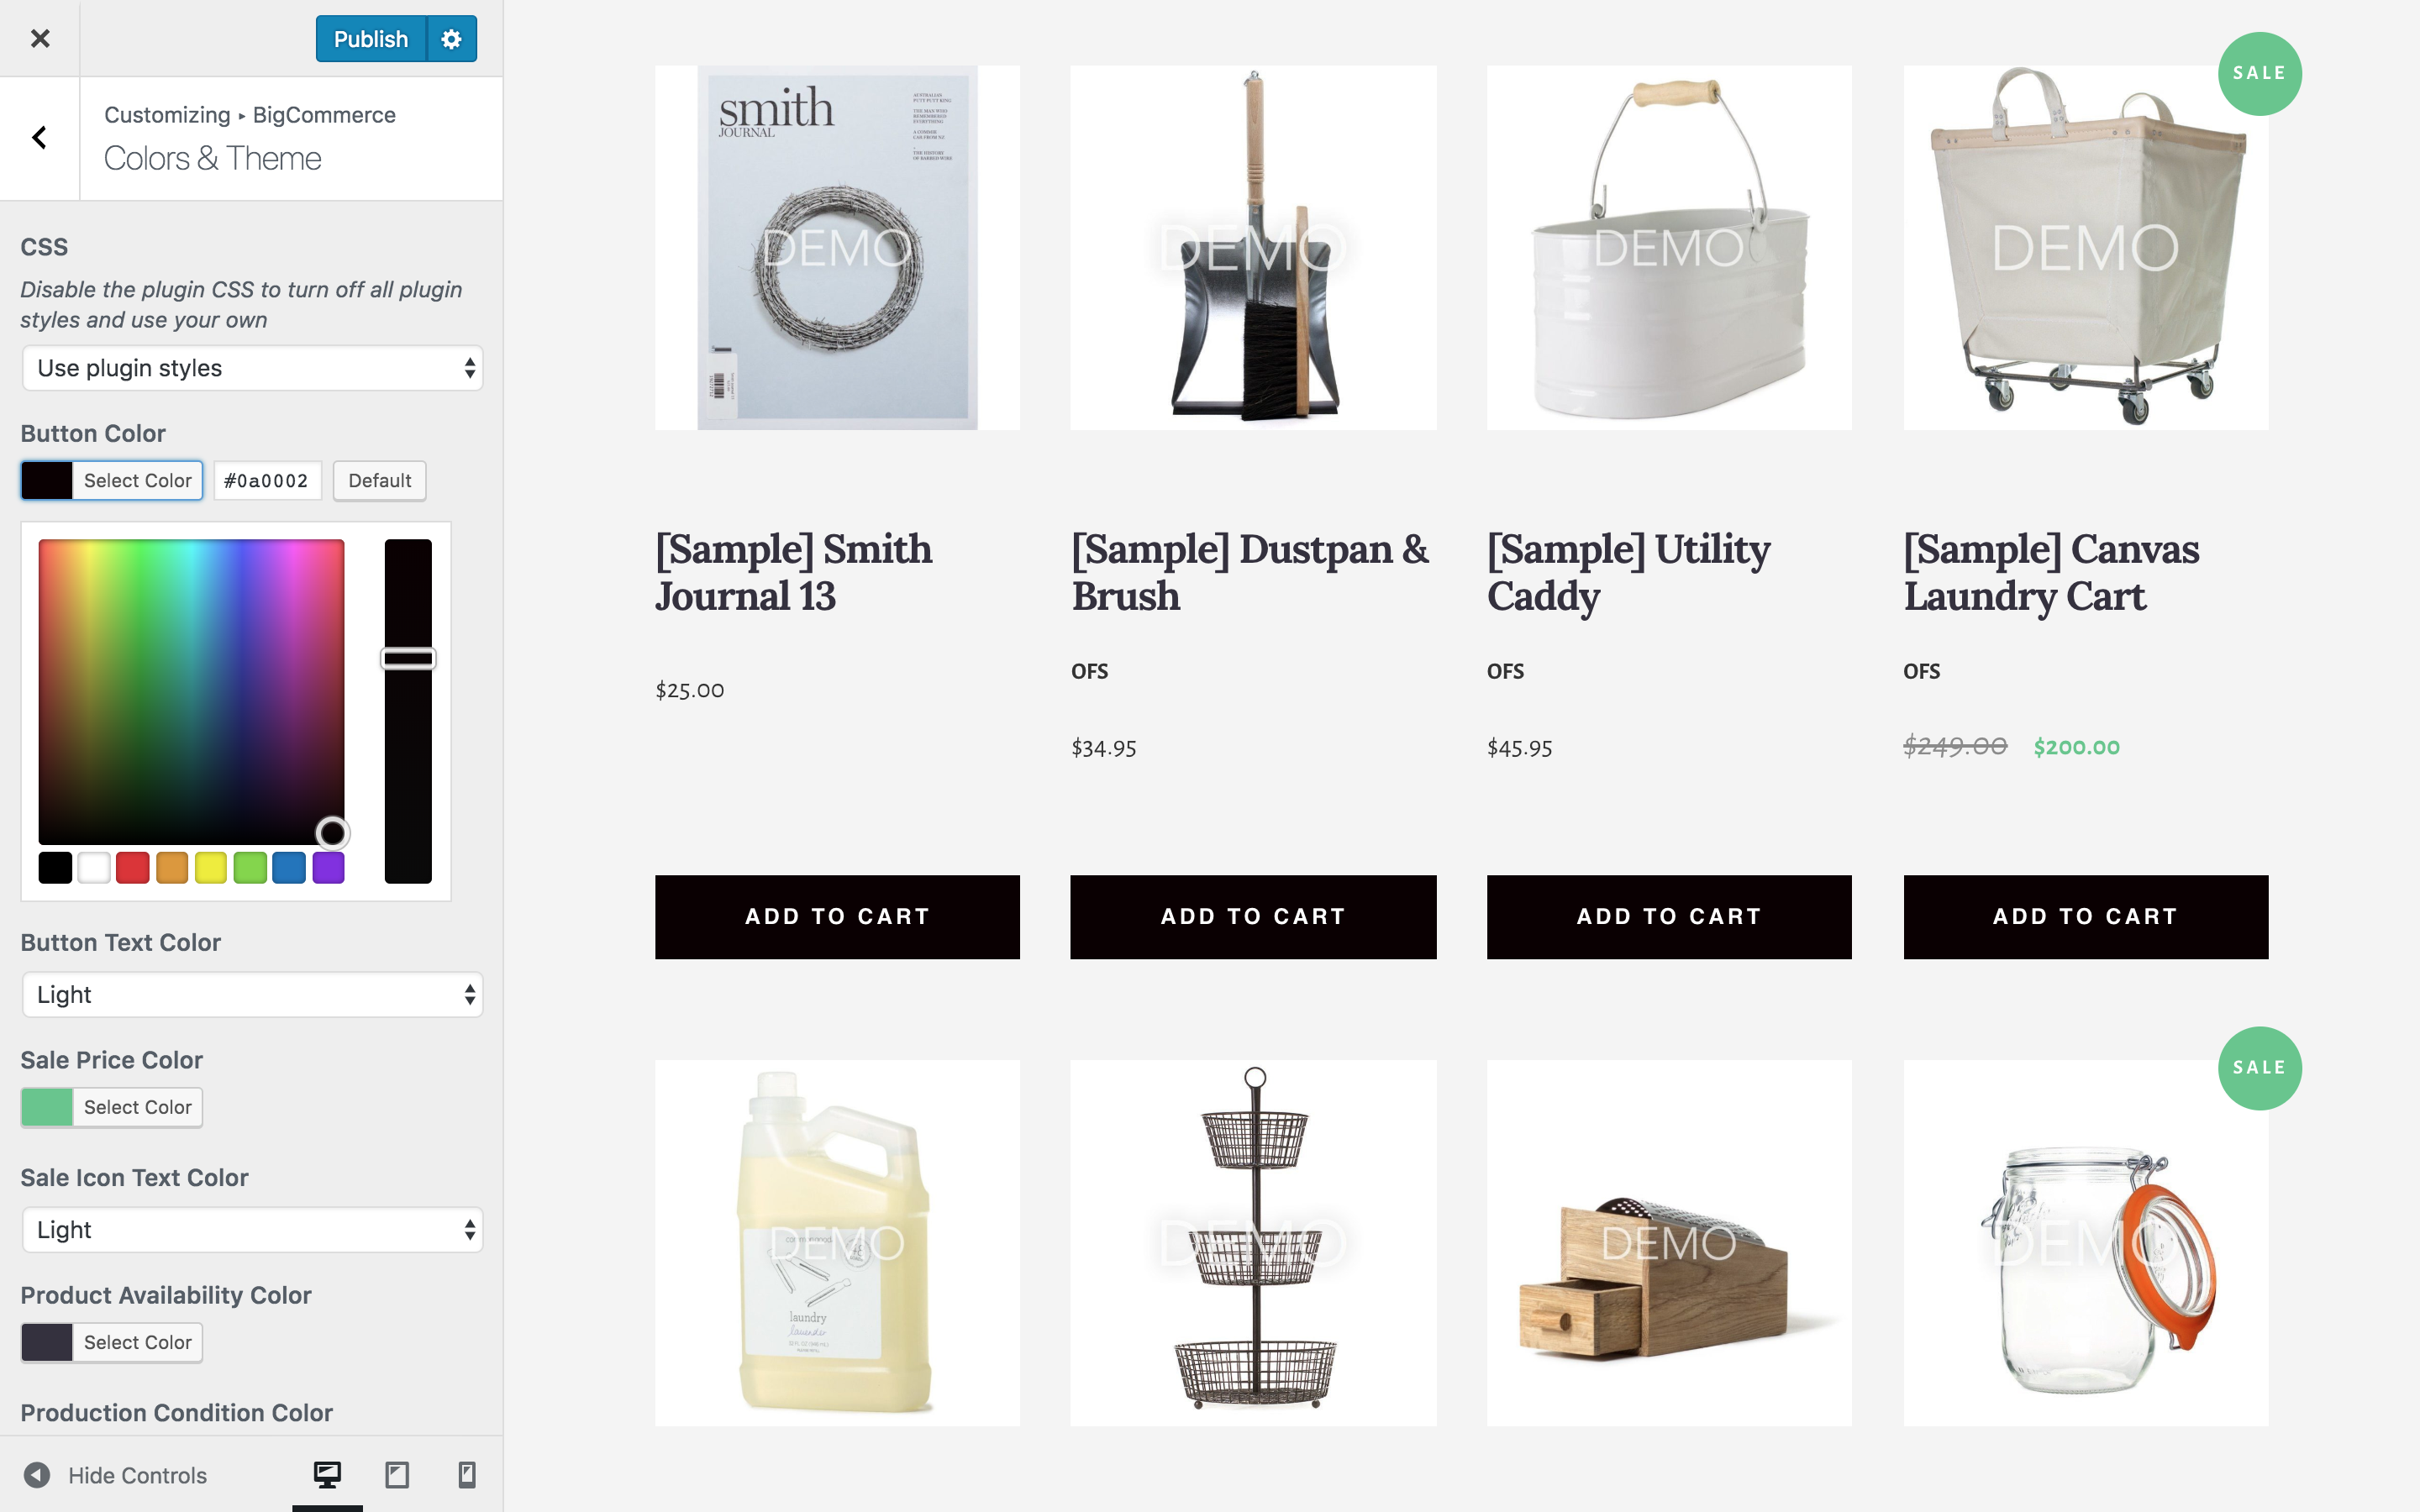 Publish
Customizing ▸ BigCommerce
Colors & Theme
CSS
Disable the plugin CSS to turn off all plugin
styles and use your own
Use plugin styles
Button Color
Select Color
#0a0002
Default
Button Text Color
Light
Sale Price Color
Select Color
Sale Icon Text Color
Light
Product Availability Color
Select Color
Production Condition Color
Hide Controls
smith
JOURNAL
DEMO
DEMO
DEMO
DEMO
SALE
[Sample] Smith
Journal 13
$25.00
[Sample] Dustpan &
Brush
OFS
$34.95
[Sample] Utility
Caddy
OFS
$45.95
[Sample] Canvas
Laundry Cart
OFS
$249.00 $200.00
ADD TO CART
ADD TO CART
ADD TO CART
ADD TO CART
DEMO
laundry
lavender
DEMO
DEMO
DEMO
SALE